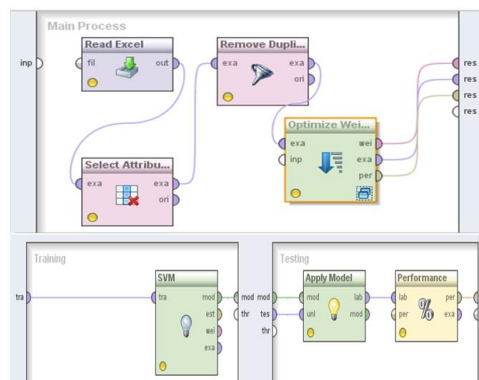 Main Process
Read Excel
Remove Dupli...
inp
fil
out
exa
exa
ori
res
res
res
res
Optimize Wei...
exa
wei
inp
exa
per
Select Attribu...
exa
exa
ori
Training
Testing
SVM
Apply Model
Performance
tra
tra
mod
mod
mod
mod
lab
lab
per
est
thr
tes
unl
mod
per
exa
wei
thr
exa